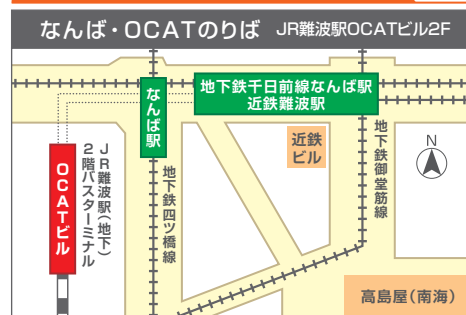 なんば・OCATのりば JR難波駅OCATビル2F
なんば駅
地下鉄千日前線なんば駅
近鉄難波駅
近鉄
ビル
地下鉄御堂筋線
N
OCATビル
JR難波駅(地下)
2階バスターミナル
地下鉄四ツ橋線
高島屋(南海)